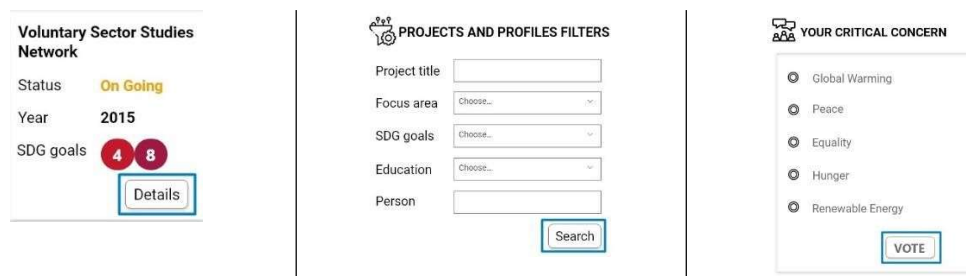 Voluntary Sector Studies
Network
Status On Going
Year 2015
SDG goals 4 8
Details
PROJECTS AND PROFILES FILTERS
Project title
Focus area Choose...
SDG goals Choose...
Education Choose...
Person
Search
YOUR CRITICAL CONCERN
Global Warming
Peace
Equality
Hunger
Renewable Energy
VOTE